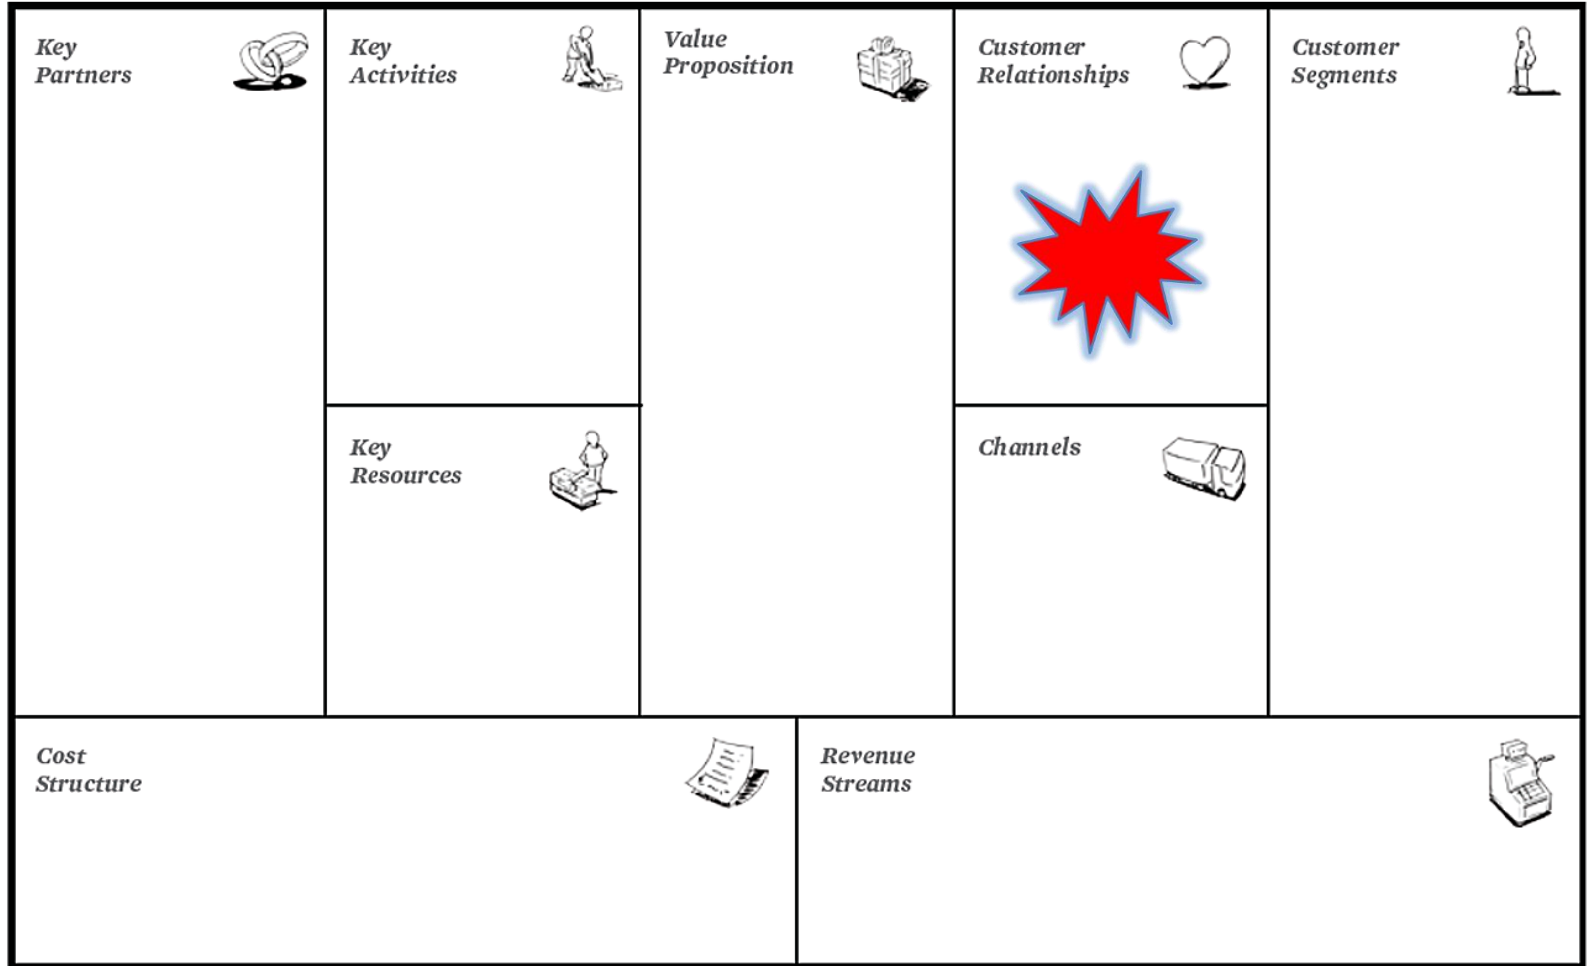 Key
Partners
Key
Activities
Value
Proposition
Customer
Relationships
Customer
Segments
Key
Resources
Channels
Cost
Structure
Revenue
Streams